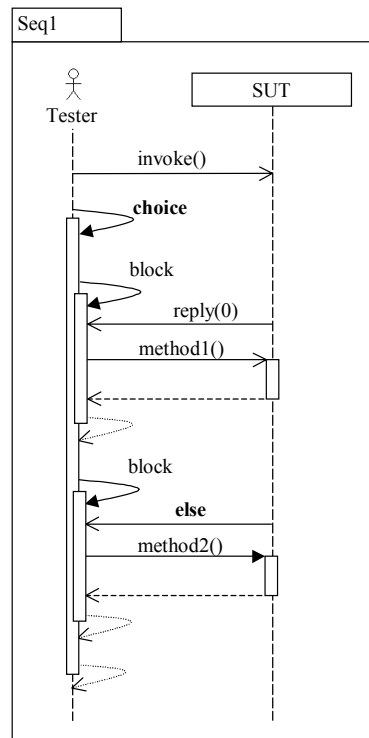 Seq1
Tester
SUT
invoke()
choice
block
reply(0)
method1()
block
else
method2()